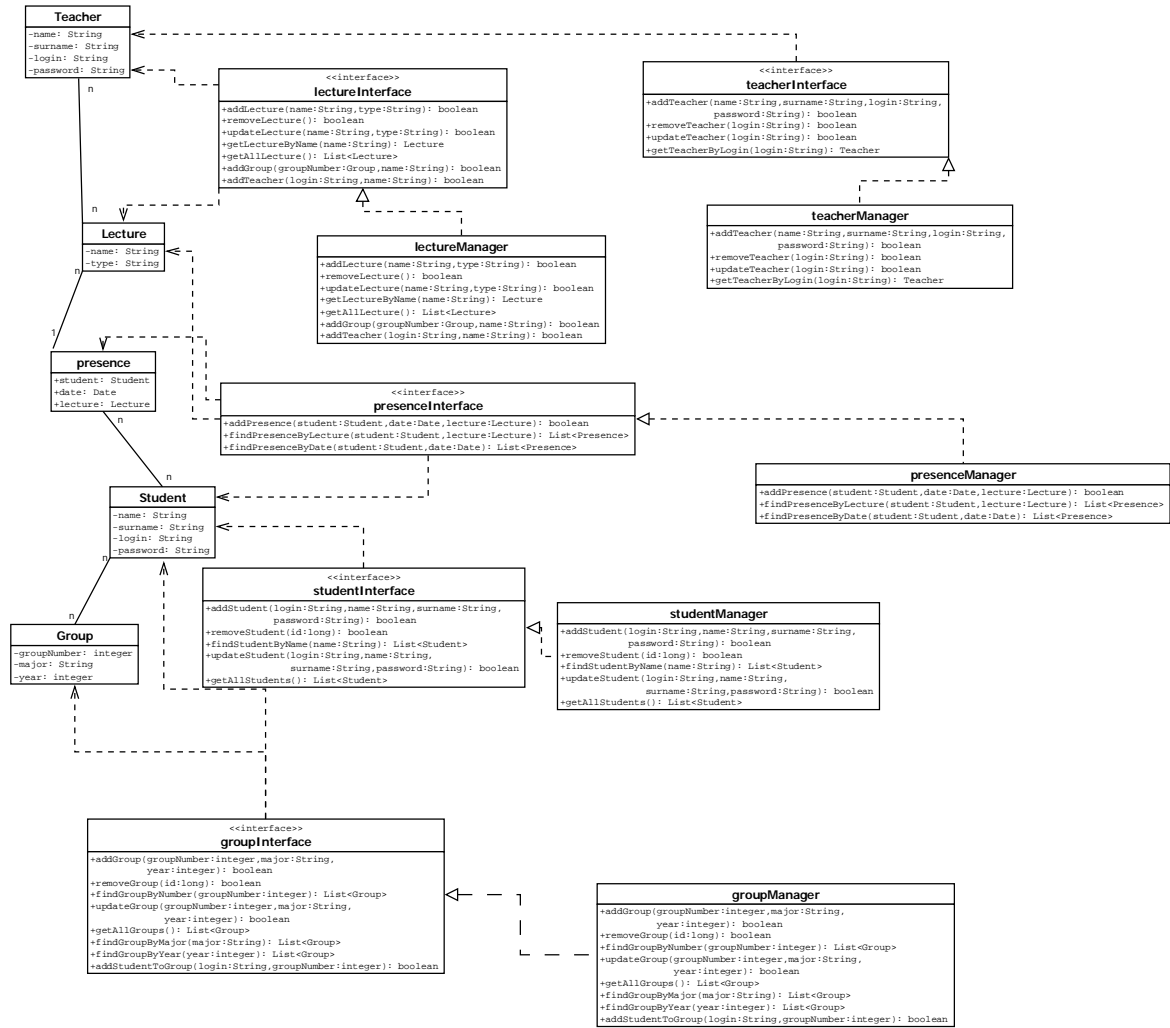 Teacher
-name: String
-surname: String
-login: String
-password: String
n
<<interface>>
lectureInterface
+addLecture(name:String,type:String): boolean
+removeLecture(): boolean
+updateLecture(name:String,type:String): boolean
+getLectureByName(name:String): Lecture
+getAllLecture(): List<Lecture>
+addGroup(groupNumber:Group,name:String): boolean
+addTeacher(login:String,name:String): boolean
<<interface>>
teacherInterface
+addTeacher(name:String,surname:String,login:String,
password:String): boolean
+removeTeacher(login:String): boolean
+updateTeacher(login:String): boolean
+getTeacherByLogin(login:String): Teacher
n
Lecture
-name: String
-type: String
n
lectureManager
+addLecture(name:String,type:String): boolean
+removeLecture(): boolean
+updateLecture(name:String,type:String): boolean
+getLectureByName(name:String): Lecture
+getAllLecture(): List<Lecture>
+addGroup(groupNumber:Group,name:String): boolean
+addTeacher(login:String,name:String): boolean
teacherManager
+addTeacher(name:String,surname:String,login:String,
password:String): boolean
+removeTeacher(login:String): boolean
+updateTeacher(login:String): boolean
+getTeacherByLogin(login:String): Teacher
1
presence
+student: Student
+date: Date
+lecture: Lecture
n
<<interface>>
presenceInterface
+addPresence(student:Student,date:Date,lecture:Lecture): boolean
+findPresenceByLecture(student:Student,lecture:Lecture): List<Presence>
+findPresenceByDate(student:Student,date:Date): List<Presence>
presenceManager
+addPresence(student:Student,date:Date,lecture:Lecture): boolean
+findPresenceByLecture(student:Student,lecture:Lecture): List<Presence>
+findPresenceByDate(student:Student,date:Date): List<Presence>
n
Student
-name: String
-surname: String
-login: String
-password: String
n
<<interface>>
studentInterface
+addStudent(login:String,name:String,surname:String,
password:String): boolean
+removeStudent(id:long): boolean
+findStudentByName(name:String): List<Student>
+updateStudent(login:String,name:String,
surname:String,password:String): boolean
+getAllStudents(): List<Student>
studentManager
+addStudent(login:String,name:String,surname:String,
password:String): boolean
+removeStudent(id:long): boolean
+findStudentByName(name:String): List<Student>
+updateStudent(login:String,name:String,
surname:String,password:String): boolean
+getAllStudents(): List<Student>
n
Group
-groupNumber: integer
-major: String
-year: integer
<<interface>>
groupInterface
+addGroup(groupNumber:integer,major:String,
year:integer): boolean
+removeGroup(id:long): boolean
+findGroupByNumber(groupNumber:integer): List<Group>
+updateGroup(groupNumber:integer,major:String,
year:integer): boolean
+getAllGroups(): List<Group>
+findGroupByMajor(major:String): List<Group>
+findGroupByYear(year:integer): List<Group>
+addStudentToGroup(login:String,groupNumber:integer): boolean
groupManager
+addGroup(groupNumber:integer,major:String,
year:integer): boolean
+removeGroup(id:long): boolean
+findGroupByNumber(groupNumber:integer): List<Group>
+updateGroup(groupNumber:integer,major:String,
year:integer): boolean
+getAllGroups(): List<Group>
+findGroupByMajor(major:String): List<Group>
+findGroupByYear(year:integer): List<Group>
+addStudentToGroup(login:String,groupNumber:integer): boolean